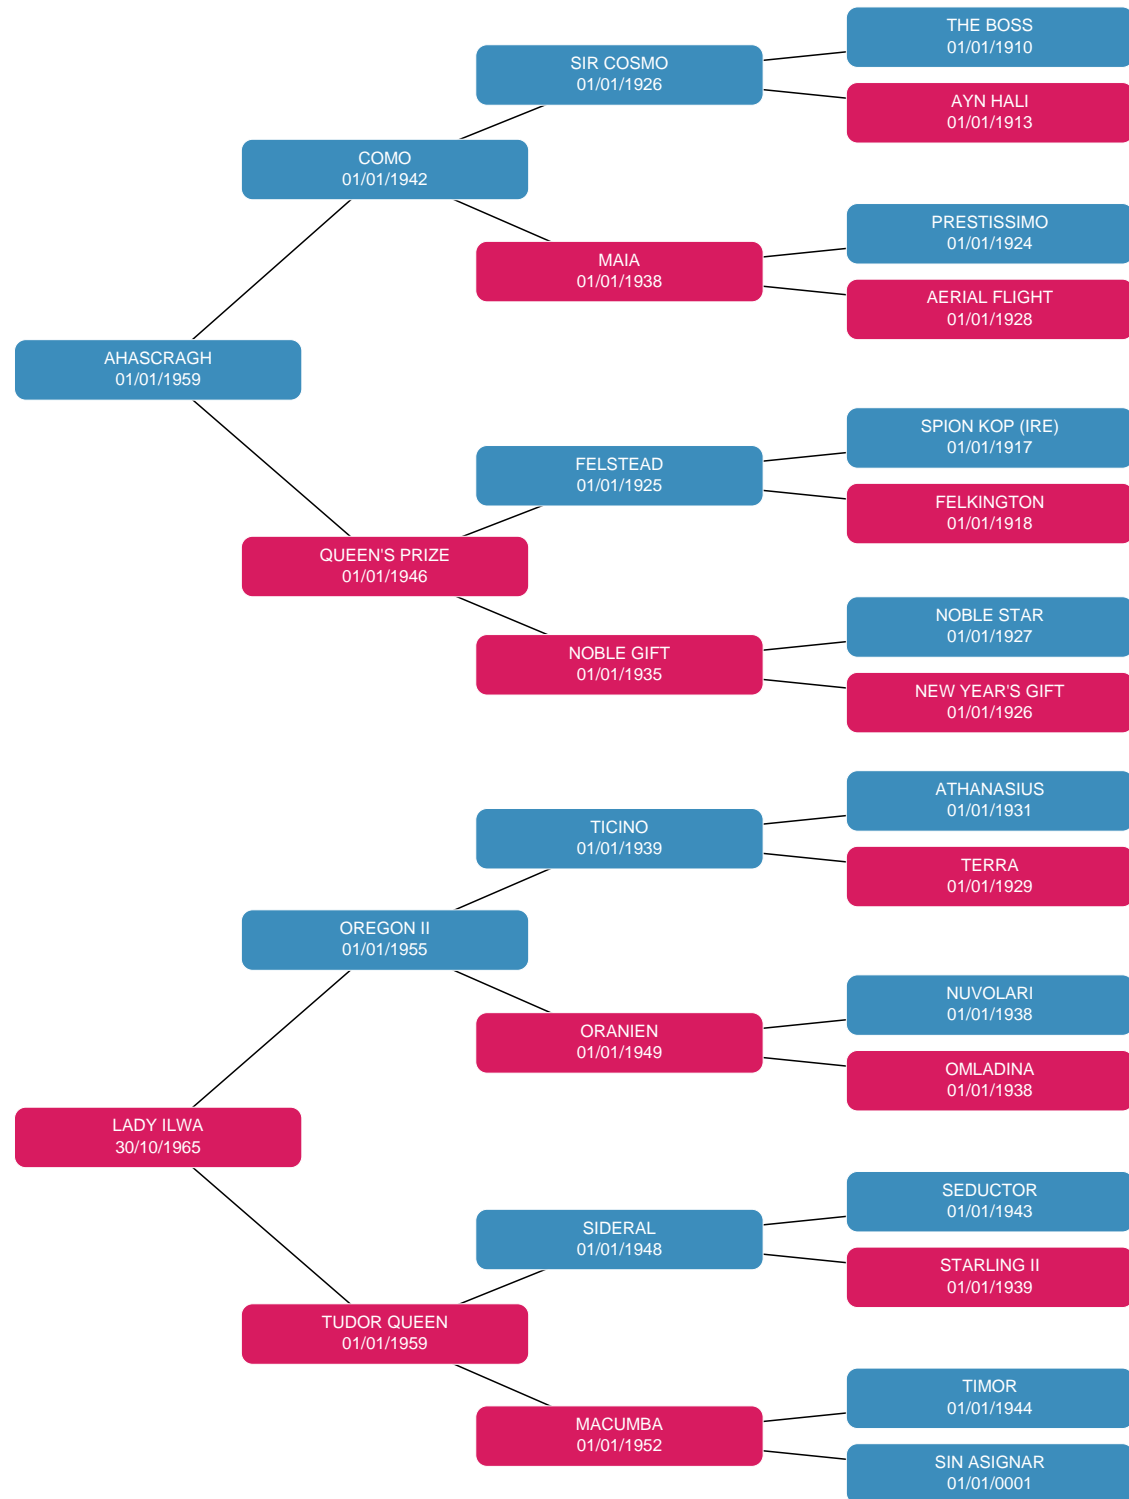 THE BOSS
01/01/1910
SIR COSMO
01/01/1926
AYN HALI
01/01/1913
COMO
01/01/1942
PRESTISSIMO
01/01/1924
MAIA
01/01/1938
AERIAL FLIGHT
01/01/1928
AHASCRAGH
01/01/1959
SPION KOP (IRE)
01/01/1917
FELSTEAD
01/01/1925
FELKINGTON
01/01/1918
QUEEN'S PRIZE
01/01/1946
NOBLE STAR
01/01/1927
NOBLE GIFT
01/01/1935
NEW YEAR'S GIFT
01/01/1926
ATHANASIUS
01/01/1931
TICINO
01/01/1939
TERRA
01/01/1929
OREGON II
01/01/1955
NUVOLARI
01/01/1938
ORANIEN
01/01/1949
OMLADINA
01/01/1938
LADY ILWA
30/10/1965
SEDUCTOR
01/01/1943
SIDERAL
01/01/1948
STARLING II
01/01/1939
TUDOR QUEEN
01/01/1959
TIMOR
01/01/1944
MACUMBA
01/01/1952
SIN ASIGNAR
01/01/0001